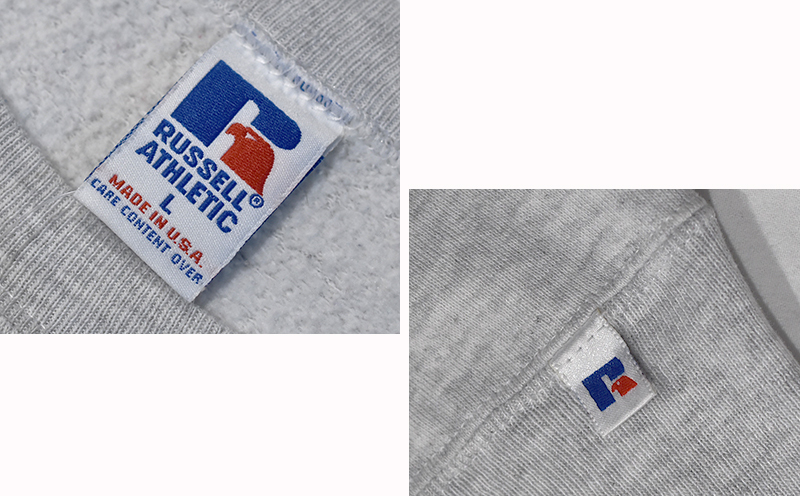 RUSSELL
ATHLETIC®
L
MADE IN U.S.A.
CARE CONTENT OVER